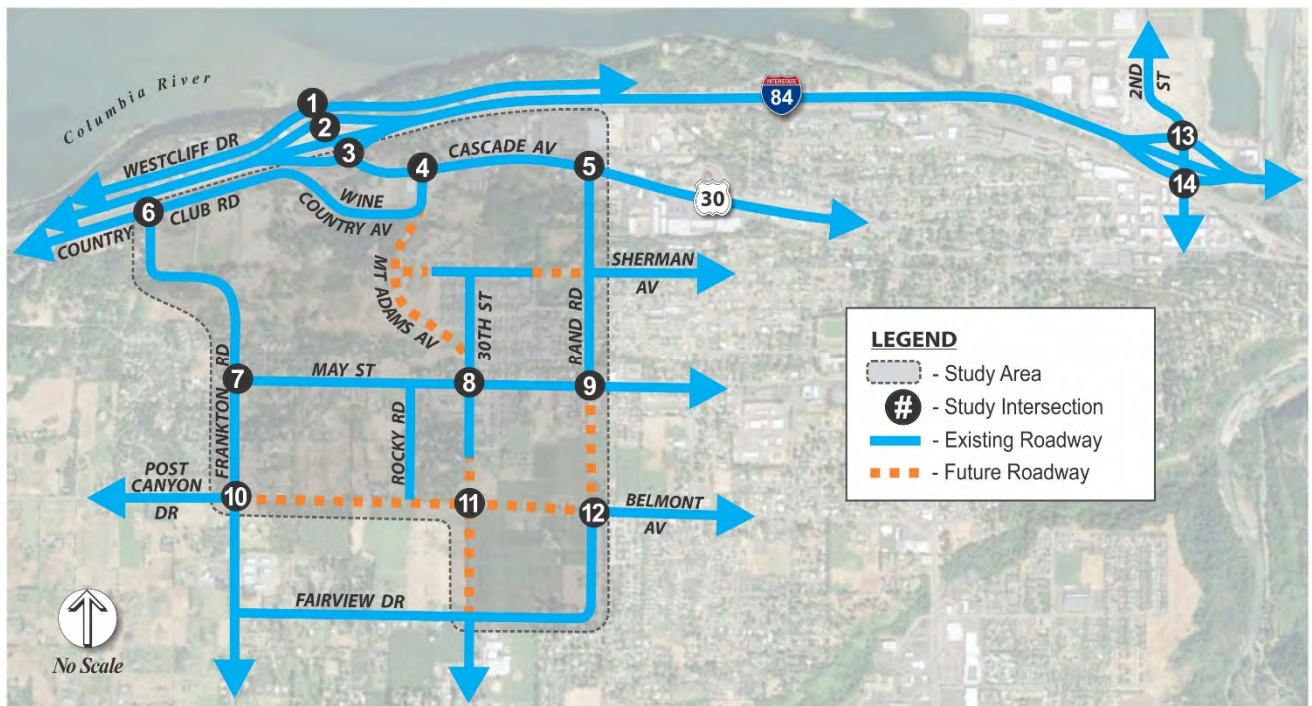 Columbia River
1
2
WESTCLIFF DR
3
4
CASCADE AV
5
INTERSTATE
84
2ND
ST
13
14
6
COUNTRY CLUB RD
WINE
COUNTRY AV
30
MT ADAMS AV
30TH ST
RAND RD
SHERMAN
AV
7
MAY ST
8
9
FRANKTON RD
ROCKY RD
POST
CANYON
DR
10
11
12
BELMONT
AV
FAIRVIEW DR
No Scale
LEGEND
- Study Area
# - Study Intersection
- Existing Roadway
- Future Roadway